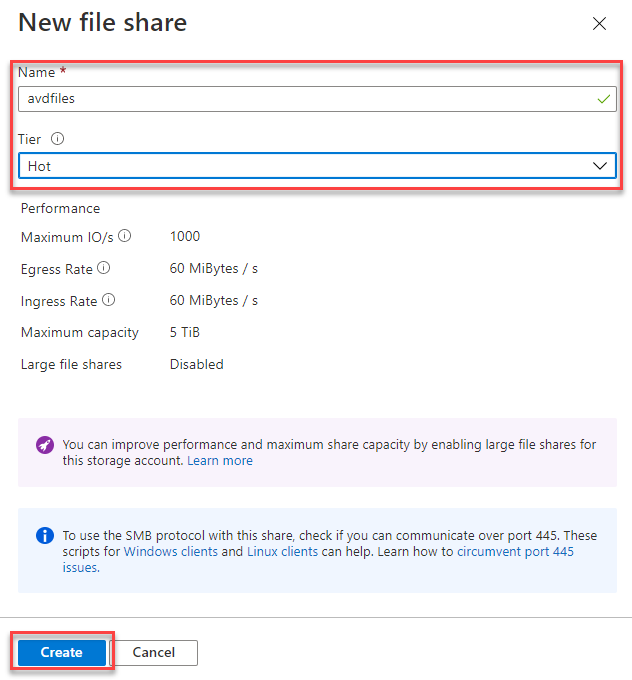 New file share
Name *
avdfiles
Tier
Hot
Performance
Maximum IO/s 1000
Egress Rate 60 MiBytes / s
Ingress Rate 60 MiBytes / s
Maximum capacity 5 TiB
Large file shares Disabled
You can improve performance and maximum share capacity by enabling large file shares for
this storage account. Learn more
To use the SMB protocol with this share, check if you can communicate over port 445. These
scripts for Windows clients and Linux clients can help. Learn how to circumvent port 445
issues.
Create Cancel